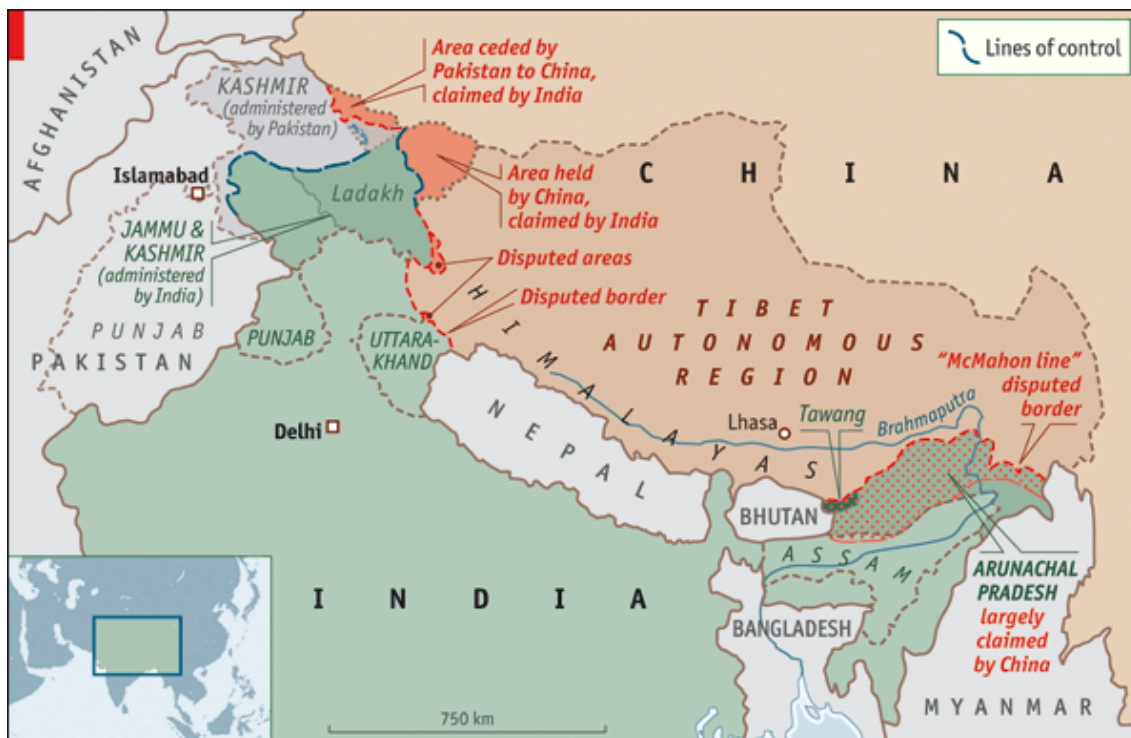 Lines of control
AFGHANISTAN
KASHMIR
(administered
by Pakistan)
Area ceded by
Pakistan to China,
claimed by India
Islamabad
Ladakh
Area held
by China,
claimed by India
CHINA
JAMMU &
KASHMIR
(administered
by India)
Disputed areas
Disputed border
PUNJAB
PAKISTAN
PUNJAB
UTTARA-
KHAND
HIMALAYAS
TIBET
AUTONOMOUS
REGION
"McMahon line"
disputed
border
Delhi
NEPAL
Lhasa
Tawang
Brahmaputra
BHUTAN
ASSAM
ARUNACHAL
PRADESH
largely
claimed
by China
INDIA
BANGLADESH
MYANMAR
750 km